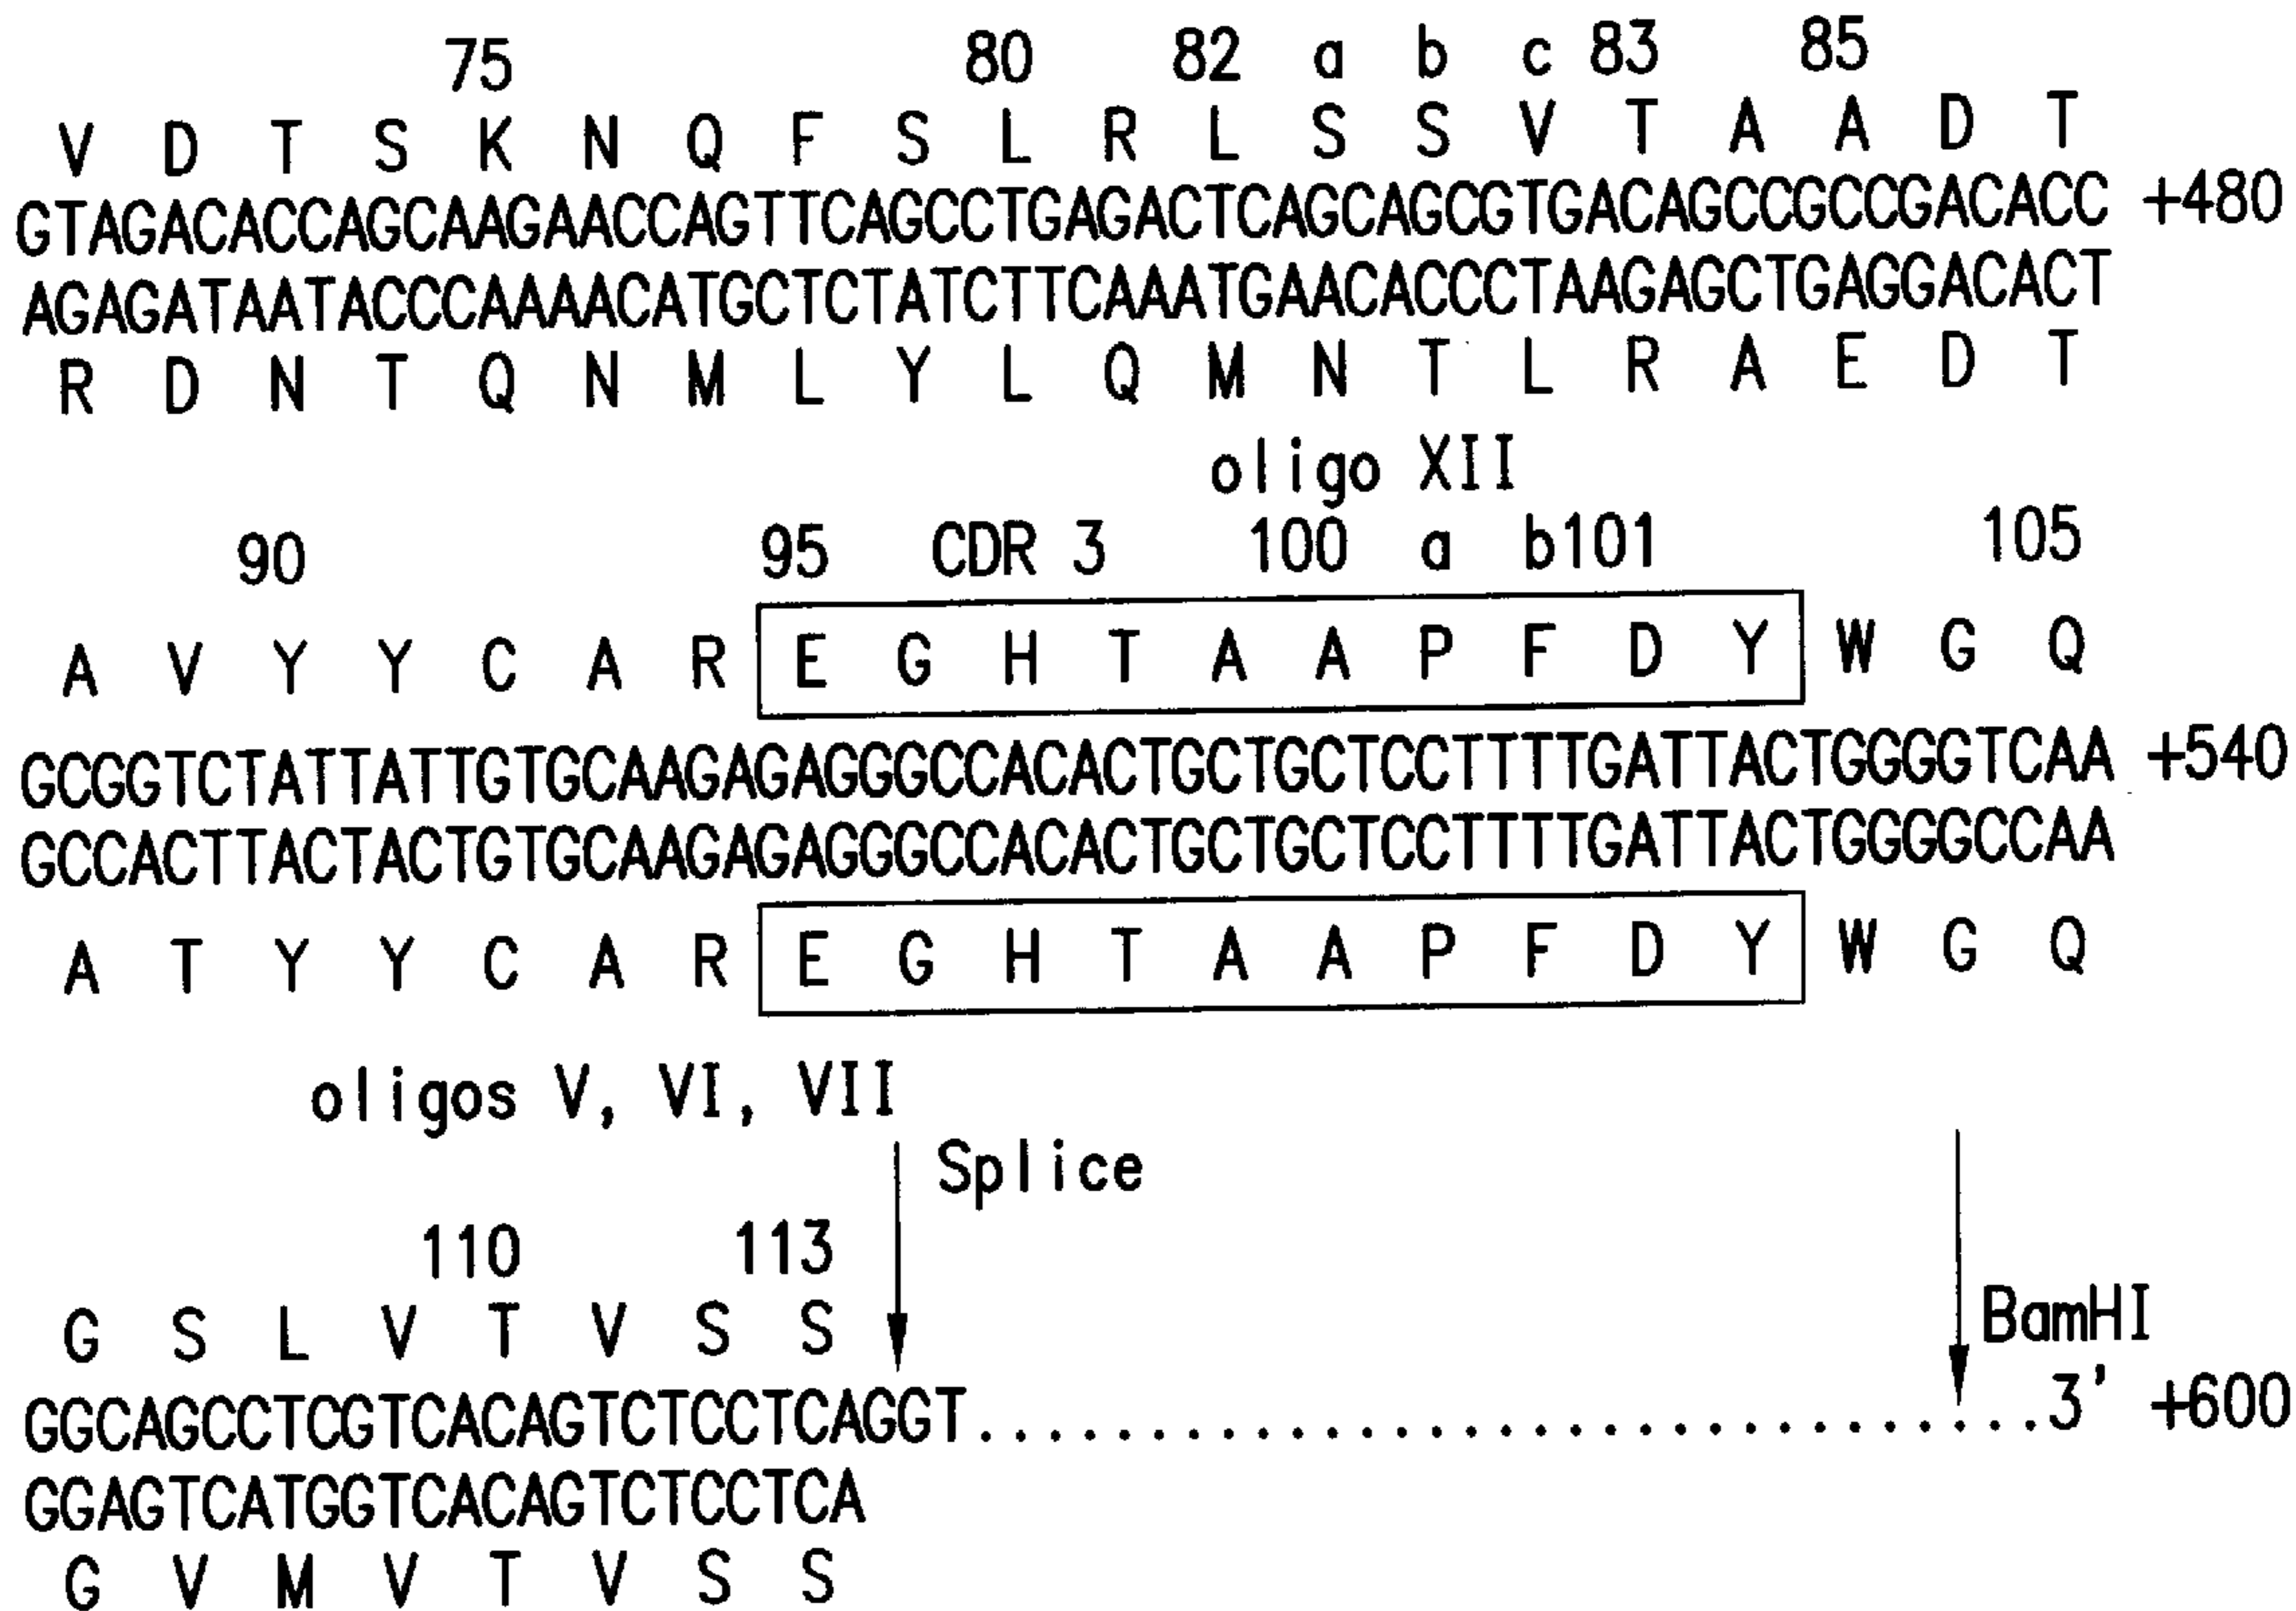 75 80 82 a b c 83 85
V D T S K N Q F S L R L S S V T A A D T
GTAGACACCAGCAAGAACCAGTTCAGCCTGAGACTCAGCAGCGTGACAGCCGCCGACACC +480
AGAGATAATACCCAAAACATGCTCTATCTTCAAATGAACACCCTAAGAGCTGAGGACACT
R D N T Q N M L Y L Q M N T L R A E D T
oligo XII
90 95 CDR 3 100 a b101 105
A V Y Y C A R E G H T A A P F D Y W G Q
GCGGTCTATTATTGTGCAAGAGAGGGCCACACTGCTGCTCCTTTTGATTACTGGGGTCAA +540
GCCACTTACTACTGTGCAAGAGAGGGCCACACTGCTGCTCCTTTTGATTACTGGGGCCAA
A T Y Y C A R E G H T A A P F D Y W G Q
oligos V, VI, VII
Splice
110 113
G S L V T V S S
BamHI
GGCAGCCTCGTCACAGTCTCCTCAGGT...............................3' +600
GGAGTCATGGTCACAGTCTCCTCA
G V M V T V S S